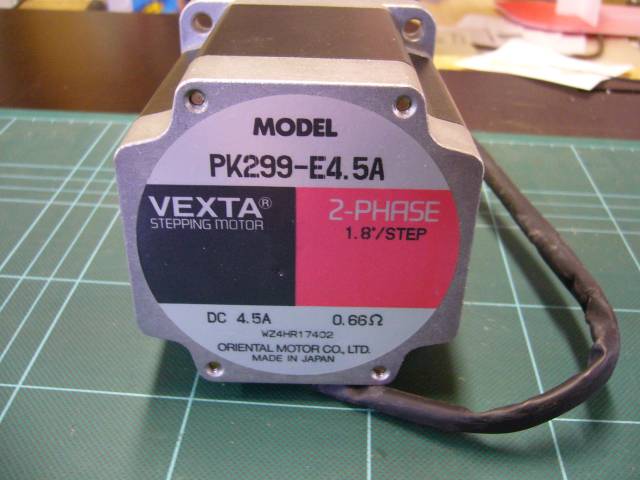 MODEL
PK299-E4.5A
VEXTA®
STEPPING MOTOR
2-PHASE
1.8°/STEP
DC 4.5A 0.66Ω
WZ4HR17402
ORIENTAL MOTOR CO., LTD.
MADE IN JAPAN